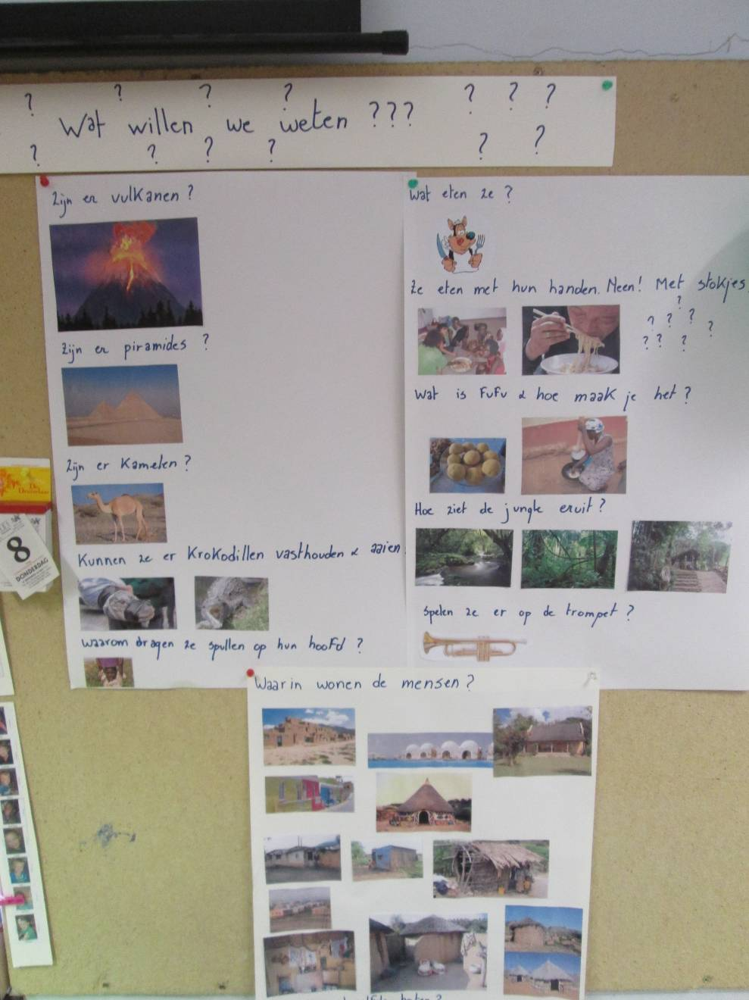 ? ? ? ? ? ? ?
Wat willen we weten ???
? ? ? ? ? ?
Zijn er vulkanen ?
Zijn er piramides ?
Zijn er Kamelen ?
Kunnen ze er Krokodillen vasthouden & aaien
Waarom dragen ze spullen op hun hoofd ?
Wat eten ze ?
Ze eten met hun handen. Neen! Met stokjes
? ? ? ? ? ? ? ? ?
Wat is FuFu & hoe maak je het ?
Hoe ziet de jungle eruit ?
Spelen ze er op de trompet ?
Waarin wonen de mensen ?
De Druivelaar
8
DONDERDAG